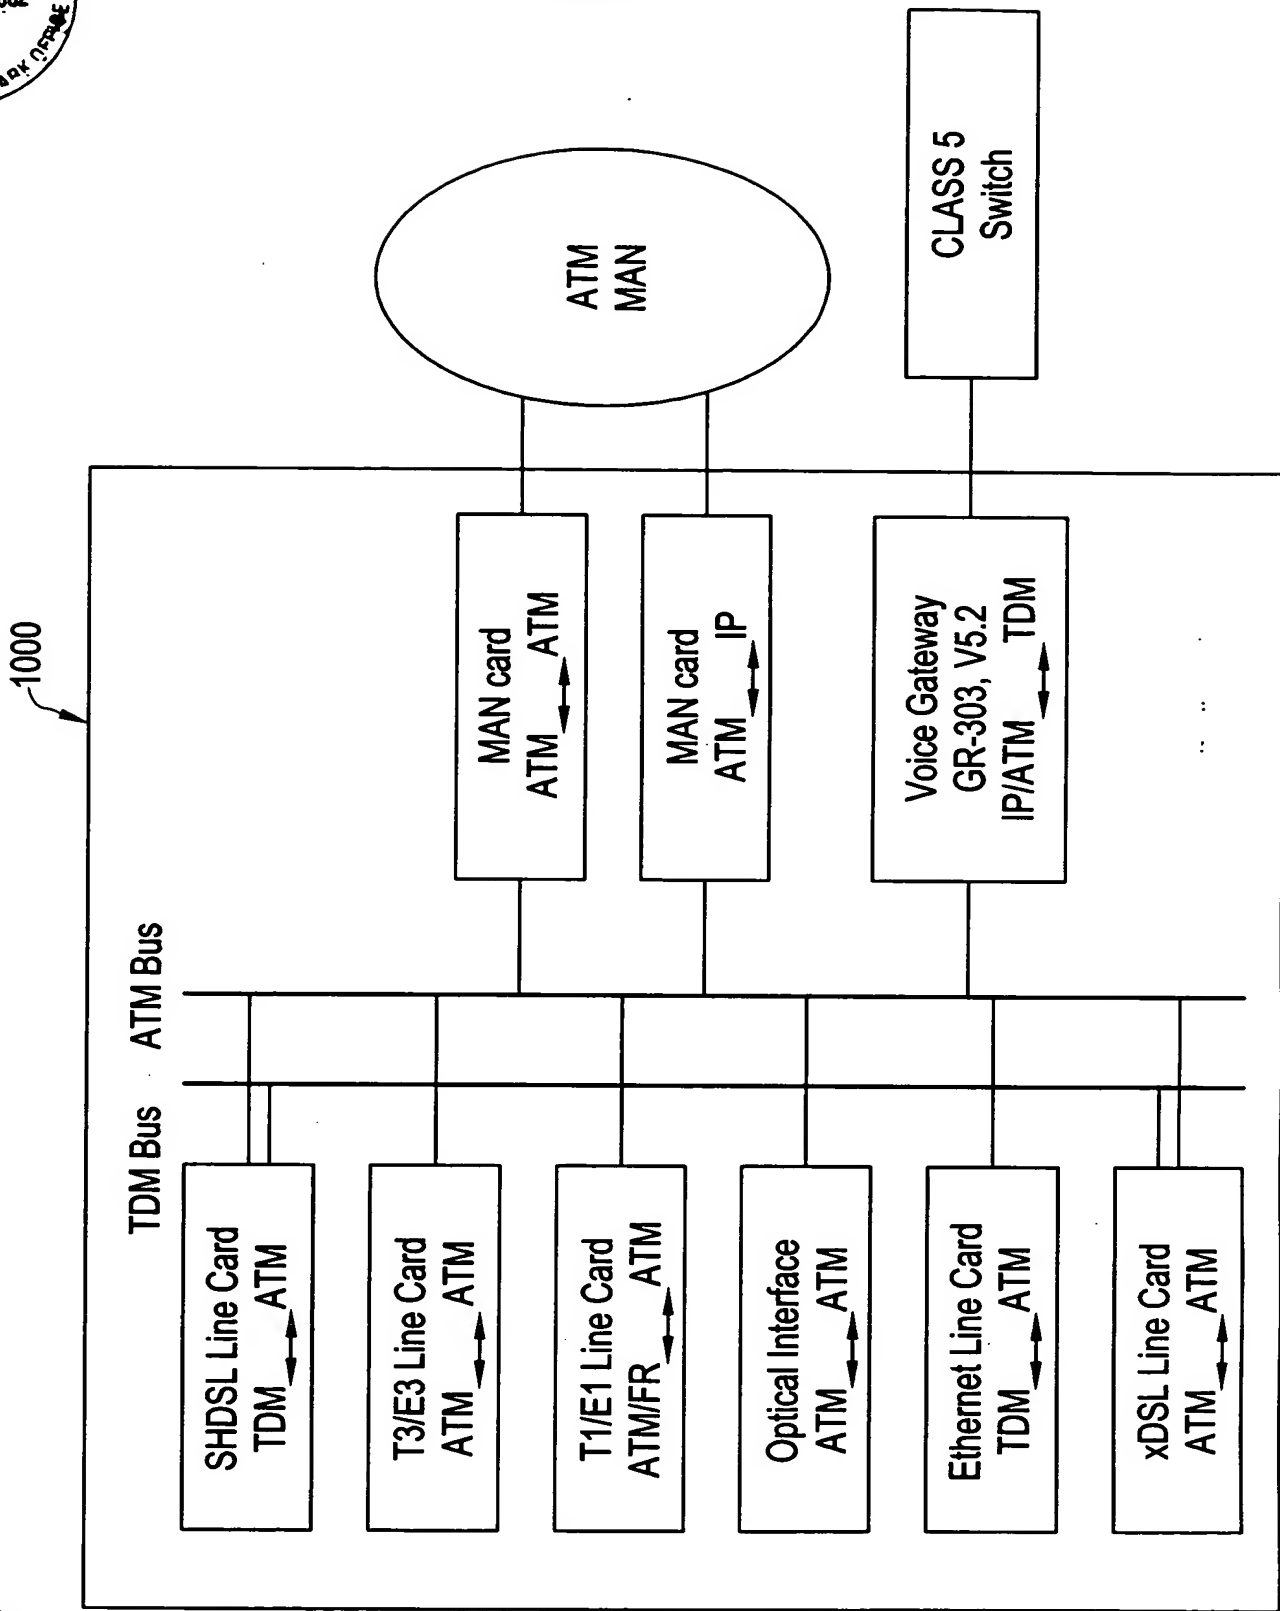 1000
TDM Bus
ATM Bus
SHDSL Line Card
TDM ATM
T3/E3 Line Card
ATM ATM
T1/E1 Line Card
ATM/FR ATM
Optical Interface
ATM ATM
Ethernet Line Card
TDM ATM
xDSL Line Card
ATM ATM
MAN card
ATM ATM
MAN card
ATM IP
Voice Gateway
GR-303, V5.2
IP/ATM TDM
ATM
MAN
CLASS 5
Switch